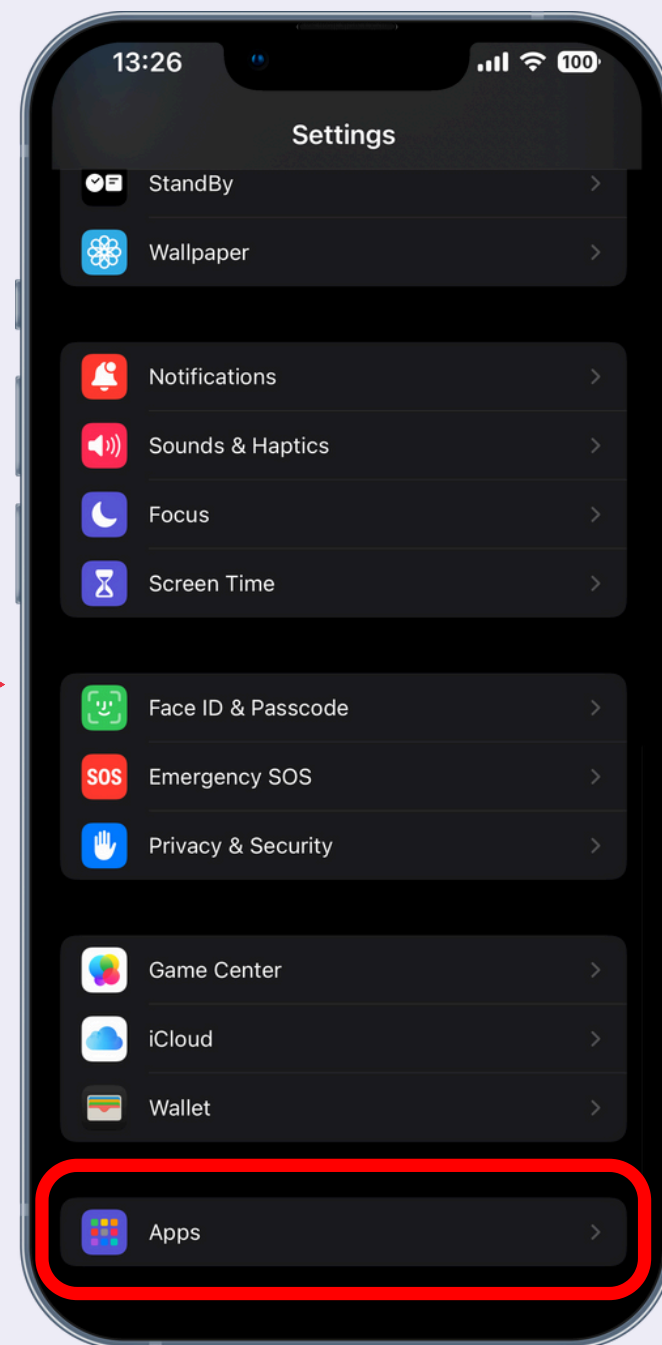 13:26
100
Settings
StandBy
Wallpaper
Notifications
Sounds & Haptics
Focus
Screen Time
Face ID & Passcode
SOS
Emergency SOS
Privacy & Security
Game Center
iCloud
Wallet
Apps